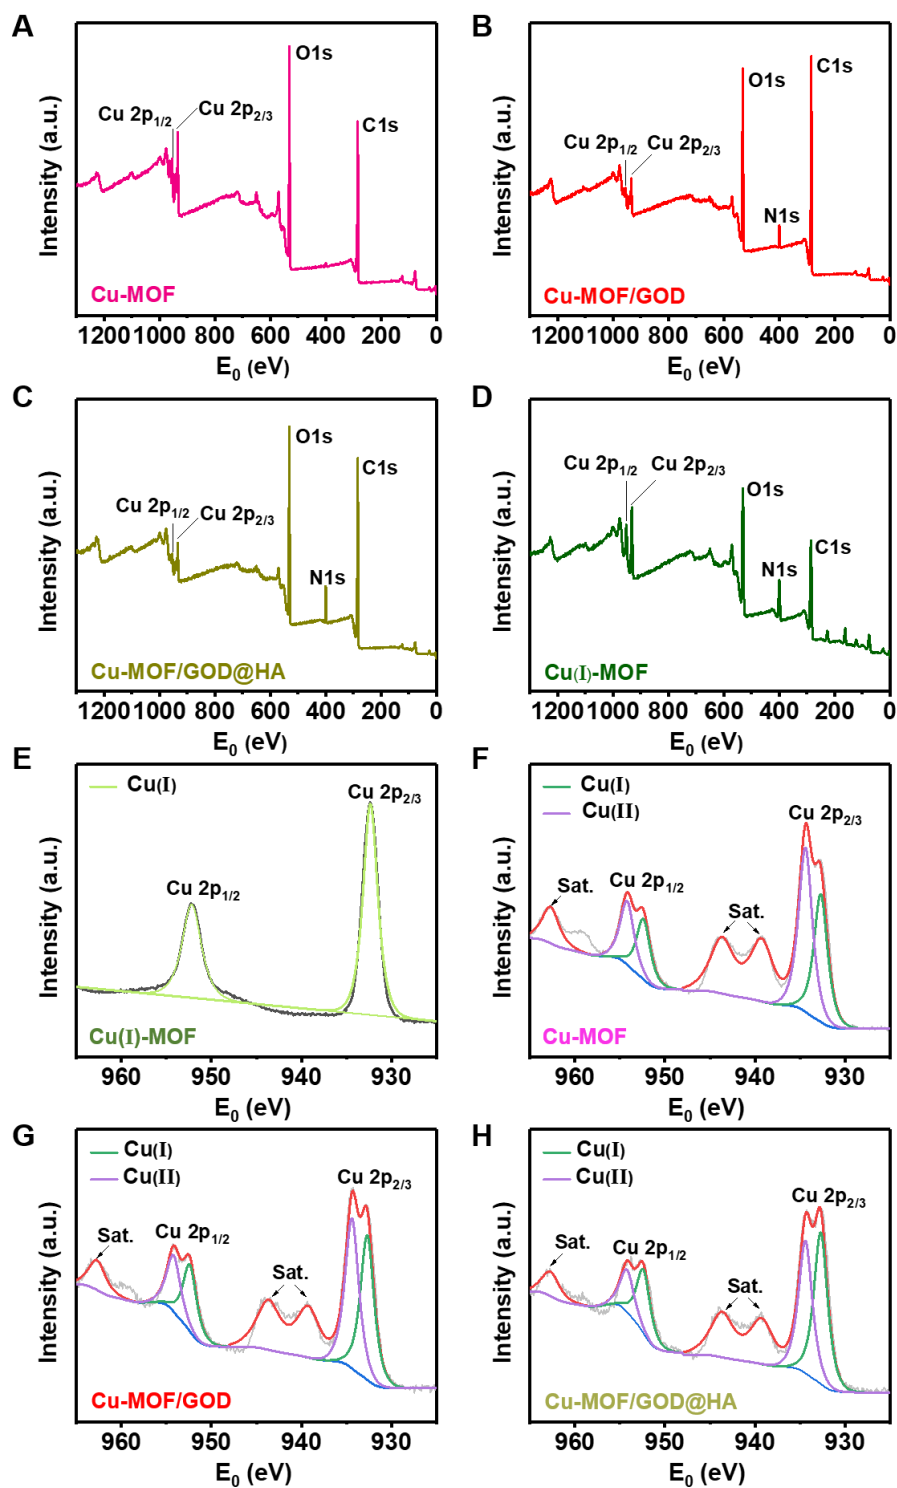 A
Intensity (a.u.)
O1s
Cu 2p1/2
Cu 2p2/3
C1s
Cu-MOF
1200 1000 800 600 400 200 0
E0 (eV)
B
Intensity (a.u.)
C1s
O1s
Cu 2p1/2
Cu 2p2/3
N1s
Cu-MOF/GOD
1200 1000 800 600 400 200 0
E0 (eV)
C
Intensity (a.u.)
O1s
C1s
Cu 2p1/2
Cu 2p2/3
N1s
Cu-MOF/GOD@HA
1200 1000 800 600 400 200 0
E0 (eV)
D
Intensity (a.u.)
Cu 2p1/2
Cu 2p2/3
O1s
C1s
N1s
Cu(I)-MOF
1200 1000 800 600 400 200 0
E0 (eV)
E
Intensity (a.u.)
Cu(I)
Cu 2p2/3
Cu 2p1/2
Cu(I)-MOF
960 950 940 930
E0 (eV)
F
Intensity (a.u.)
Cu(I)
Cu(II)
Cu 2p2/3
Sat.
Cu 2p1/2
Sat.
Cu-MOF
960 950 940 930
E0 (eV)
G
Intensity (a.u.)
Cu(I)
Cu(II)
Cu 2p2/3
Sat.
Cu 2p1/2
Sat.
Cu-MOF/GOD
960 950 940 930
E0 (eV)
H
Intensity (a.u.)
Cu(I)
Cu(II)
Cu 2p2/3
Sat.
Cu 2p1/2
Sat.
Cu-MOF/GOD@HA
960 950 940 930
E0 (eV)